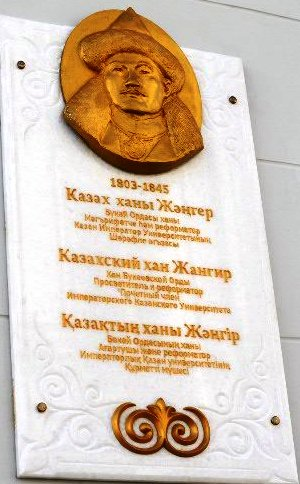 1803-1845
Казах ханы Җәңгер
Букәй Ордасы ханы
Мәгърифәтче һәм реформатор
Казан Император Университетының
Шәрәфле әгъзасы
Казахский хан Жангир
Хан Букеевской Орды
Просветитель и реформатор
Почетный член
Императорского Казанского Университета
Қазақтың ханы Жәңгір
Бөкей Ордасының ханы
Ағартушы және реформатор
Императорлық Қазан университетінің
Құрметті мүшесі